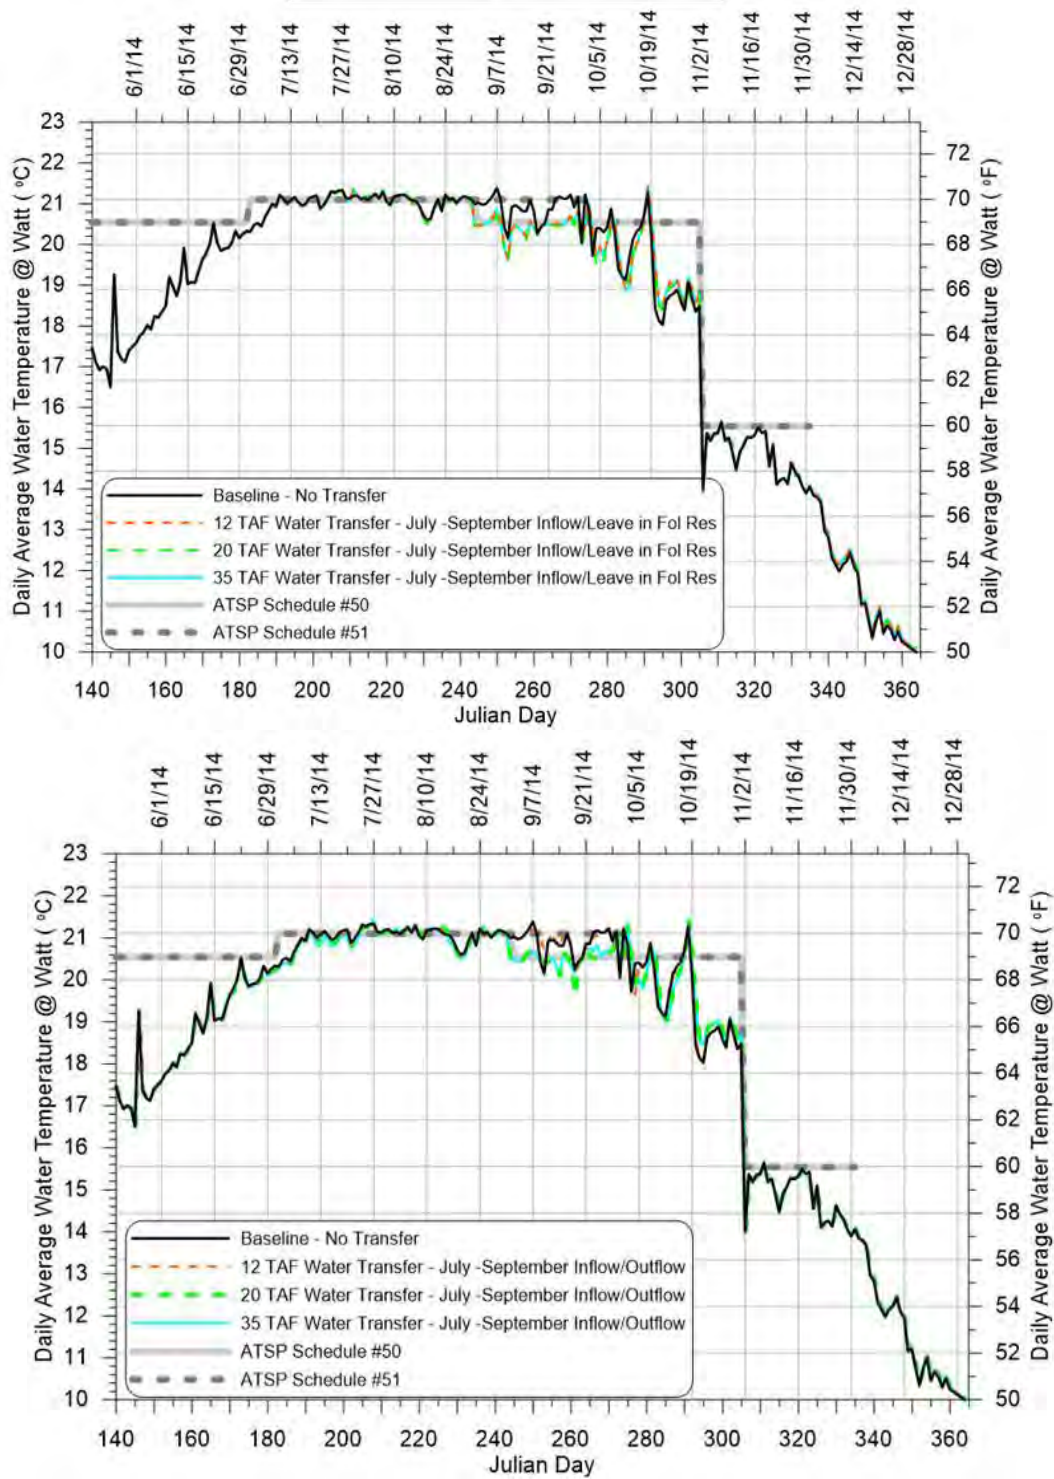 6/1/14 6/15/14 6/29/14 7/13/14 7/27/14 8/10/14 8/24/14 9/7/14 9/21/14 10/5/14 10/19/14 11/2/14 11/16/14 11/30/14 12/14/14 12/28/14
Daily Average Water Temperature @ Watt ( °C)
23
22
21
20
19
18
17
16
15
14
13
12
11
10
72
70
68
66
64
62
60
58
56
54
52
50
Daily Average Water Temperature @ Watt ( °F)
Baseline - No Transfer
12 TAF Water Transfer - July -September Inflow/Leave in Fol Res
20 TAF Water Transfer - July -September Inflow/Leave in Fol Res
35 TAF Water Transfer - July -September Inflow/Leave in Fol Res
ATSP Schedule #50
ATSP Schedule #51
140 160 180 200 220 240 260 280 300 320 340 360
Julian Day
6/1/14 6/15/14 6/29/14 7/13/14 7/27/14 8/10/14 8/24/14 9/7/14 9/21/14 10/5/14 10/19/14 11/2/14 11/16/14 11/30/14 12/14/14 12/28/14
Daily Average Water Temperature @ Watt ( °C)
23
22
21
20
19
18
17
16
15
14
13
12
11
10
72
70
68
66
64
62
60
58
56
54
52
50
Daily Average Water Temperature @ Watt ( °F)
Baseline - No Transfer
12 TAF Water Transfer - July -September Inflow/Outflow
20 TAF Water Transfer - July -September Inflow/Outflow
35 TAF Water Transfer - July -September Inflow/Outflow
ATSP Schedule #50
ATSP Schedule #51
140 160 180 200 220 240 260 280 300 320 340 360
Julian Day